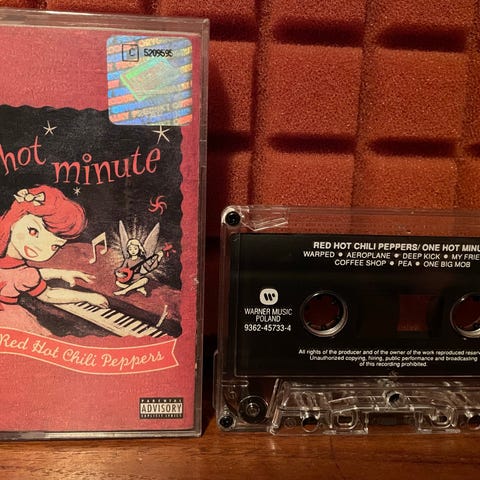 C 5209595
hot minute
Red Hot Chili Peppers
PARENTAL
ADVISORY
EXPLICIT LYRICS
RED HOT CHILI PEPPERS/ ONE HOT MINU
WARPED • AEROPLANE • DEEP KICK • MY FRIE
COFFEE SHOP • PEA • ONE BIG MOB
WARNER MUSIC
POLAND
9362-45733-4
All rights of the producer and of the owner of the work reproduced reserve
Unauthorized copying, hiring, public performance and broadcasting
of this recording prohibited.